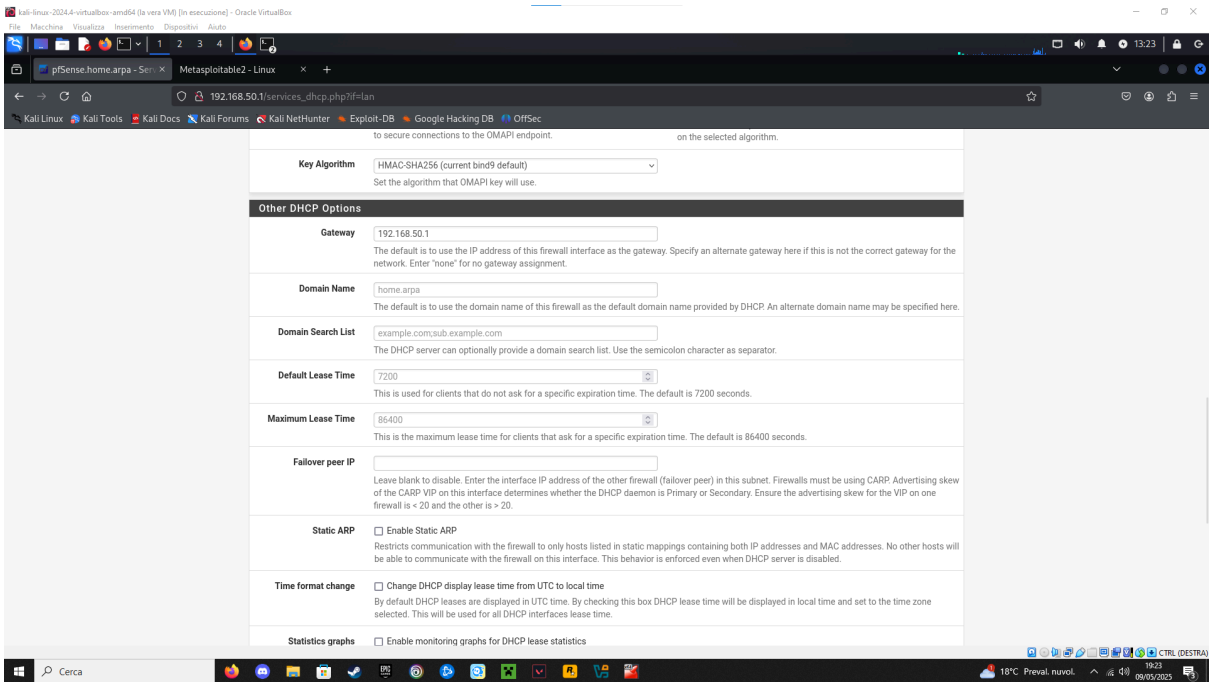 kali-linux-2024.4-virtualbox-amd64 (la vera VM) [In esecuzione] - Oracle VirtualBox
File Macchina Visualizza Inserimento Dispositivi Aiuto
1 2 3 4
13:23
pfSense.home.arpa - Ser
Metasploitable2 - Linux
192.168.50.1/services_dhcp.php?if=lan
Kali Linux Kali Tools Kali Docs Kali Forums Kali NetHunter Exploit-DB Google Hacking DB OffSec
to secure connections to the OMAPI endpoint.
on the selected algorithm.
Key Algorithm
HMAC-SHA256 (current bind9 default)
Set the algorithm that OMAPI key will use.
Other DHCP Options
Gateway
192.168.50.1
The default is to use the IP address of this firewall interface as the gateway. Specify an alternate gateway here if this is not the correct gateway for the
network. Enter "none" for no gateway assignment.
Domain Name
home.arpa
The default is to use the domain name of this firewall as the default domain name provided by DHCP. An alternate domain name may be specified here.
Domain Search List
example.com;sub.example.com
The DHCP server can optionally provide a domain search list. Use the semicolon character as separator.
Default Lease Time
7200
This is used for clients that do not ask for a specific expiration time. The default is 7200 seconds.
Maximum Lease Time
86400
This is the maximum lease time for clients that ask for a specific expiration time. The default is 86400 seconds.
Failover peer IP
Leave blank to disable. Enter the interface IP address of the other firewall (failover peer) in this subnet. Firewalls must be using CARP. Advertising skew
of the CARP VIP on this interface determines whether the DHCP daemon is Primary or Secondary. Ensure the advertising skew for the VIP on one
firewall is < 20 and the other is > 20.
Static ARP
Enable Static ARP
Restricts communication with the firewall to only hosts listed in static mappings containing both IP addresses and MAC addresses. No other hosts will
be able to communicate with the firewall on this interface. This behavior is enforced even when DHCP server is disabled.
Time format change
Change DHCP display lease time from UTC to local time
By default DHCP leases are displayed in UTC time. By checking this box DHCP lease time will be displayed in local time and set to the time zone
selected. This will be used for all DHCP interfaces lease time.
Statistics graphs
Enable monitoring graphs for DHCP lease statistics
CTRL (DESTRA)
Cerca
18°C Preval. nuvol.
19:23
09/05/2025